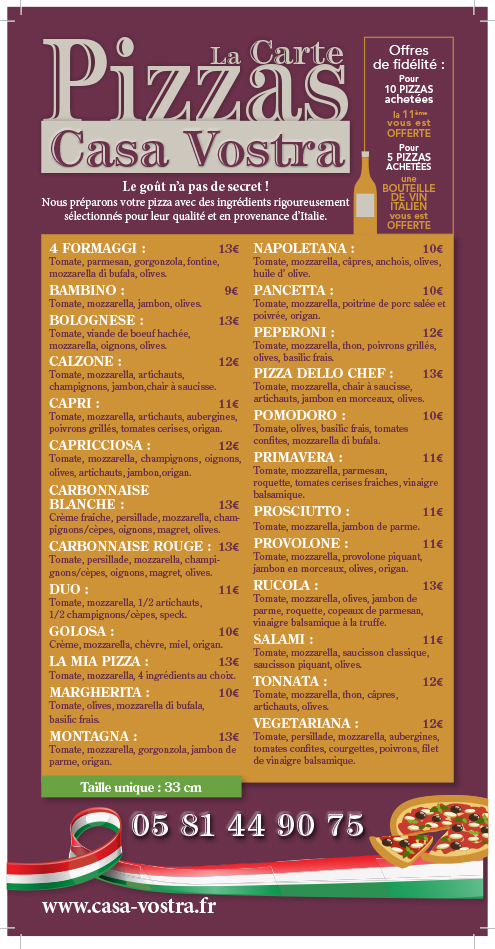 La Carte
Pizzas
Casa Vostra
Le goût n'a pas de secret !
Nous préparons votre pizza avec des ingrédients rigoureusement
sélectionnés pour leur qualité et en provenance d'Italie.
Offres
de fidélité :
Pour
10 PIZZAS
achetées
la 11ème
vous est
OFFERTE
Pour
5 PIZZAS
ACHETÉES
une
BOUTEILLE
DE VIN
ITALIEN
vous est
OFFERTE
4 FORMAGGI : 13€
Tomate, parmesan, gorgonzola, fontine,
mozzarella di bufala, olives.
BAMBINO : 9€
Tomate, mozzarella, jambon, olives.
BOLOGNESE : 13€
Tomate, viande de boeuf hachée,
mozzarella, oignons, olives.
CALZONE : 12€
Tomate, mozzarella, artichauts,
champignons, jambon,chair à saucisse.
CAPRI : 11€
Tomate, mozzarella, artichauts, aubergines,
poivrons grillés, tomates cerises, origan.
CAPRICCIOSA : 12€
Tomate, mozzarella, champignons, oignons,
olives, artichauts, jambon,origan.
CARBONNAISE
BLANCHE : 13€
Crème fraiche, persillade, mozzarella, cham-
pignons/cèpes, oignons, magret, olives.
CARBONNAISE ROUGE : 13€
Tomate, persillade, mozzarella, champi-
gnons/cèpes, oignons, magret, olives.
DUO : 11€
Tomate, mozzarella, 1/2 artichauts,
1/2 champignons/cèpes, speck.
GOLOSA : 10€
Crème, mozzarella, chèvre, miel, origan.
LA MIA PIZZA : 13€
Tomate, mozzarella, 4 ingrédients au choix.
MARGHERITA : 10€
Tomate, olives, mozzarella di bufala,
basilic frais.
MONTAGNA : 13€
Tomate, mozzarella, gorgonzola, jambon de
parme, origan.
NAPOLETANA : 10€
Tomate, mozzarella, câpres, anchois, olives,
huile d' olive.
PANCETTA : 10€
Tomate, mozzarella, poitrine de porc salée et
poivrée, origan.
PEPERONI : 12€
Tomate, mozzarella, thon, poivrons grillés,
olives, basilic frais.
PIZZA DELLO CHEF : 13€
Tomate, mozzarella, chair à saucisse,
artichauts, jambon en morceaux, olives.
POMODORO : 10€
Tomate, olives, basilic frais, tomates
confites, mozzarella di bufala.
PRIMAVERA : 11€
Tomate, mozzarella, parmesan,
roquette, tomates cerises fraiches, vinaigre
balsamique.
PROSCIUTTO : 11€
Tomate, mozzarella, jambon de parme.
PROVOLONE : 11€
Tomate, mozzarella, provolone piquant,
jambon en morceaux, olives, origan.
RUCOLA : 13€
Tomate, mozzarella, olives, jambon de
parme, roquette, copeaux de parmesan,
vinaigre balsamique à la truffe.
SALAMI : 11€
Tomate, mozzarella, saucisson classique,
saucisson piquant, olives.
TONNATA : 12€
Tomate, mozzarella, thon, câpres,
artichauts, olives.
VEGETARIANA : 12€
Tomate, persillade, mozzarella, aubergines,
tomates confites, courgettes, poivrons, filet
de vinaigre balsamique.
Taille unique : 33 cm
05 81 44 90 75
www.casa-vostra.fr